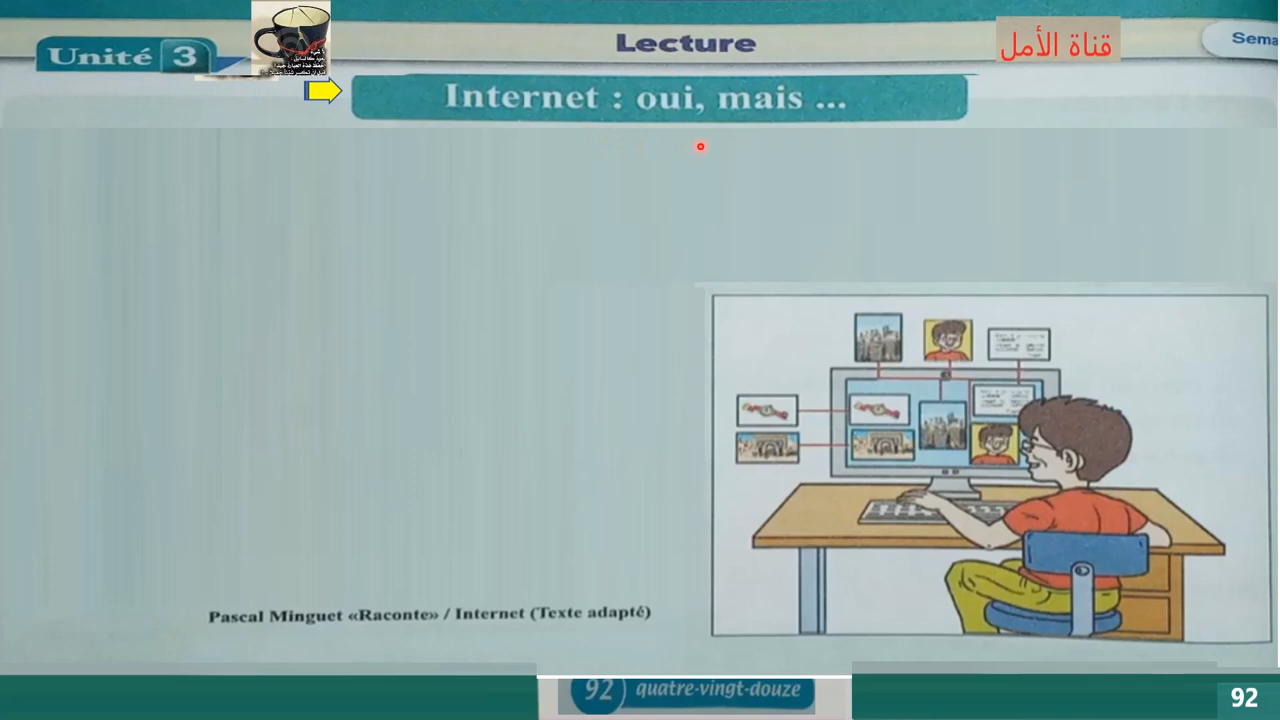 Unité 3
Lecture
قناة الأمل
Sema
Internet : oui, mais ...
Pascal Minguet «Raconte» / Internet (Texte adapté)
92 quatre-vingt-douze
92